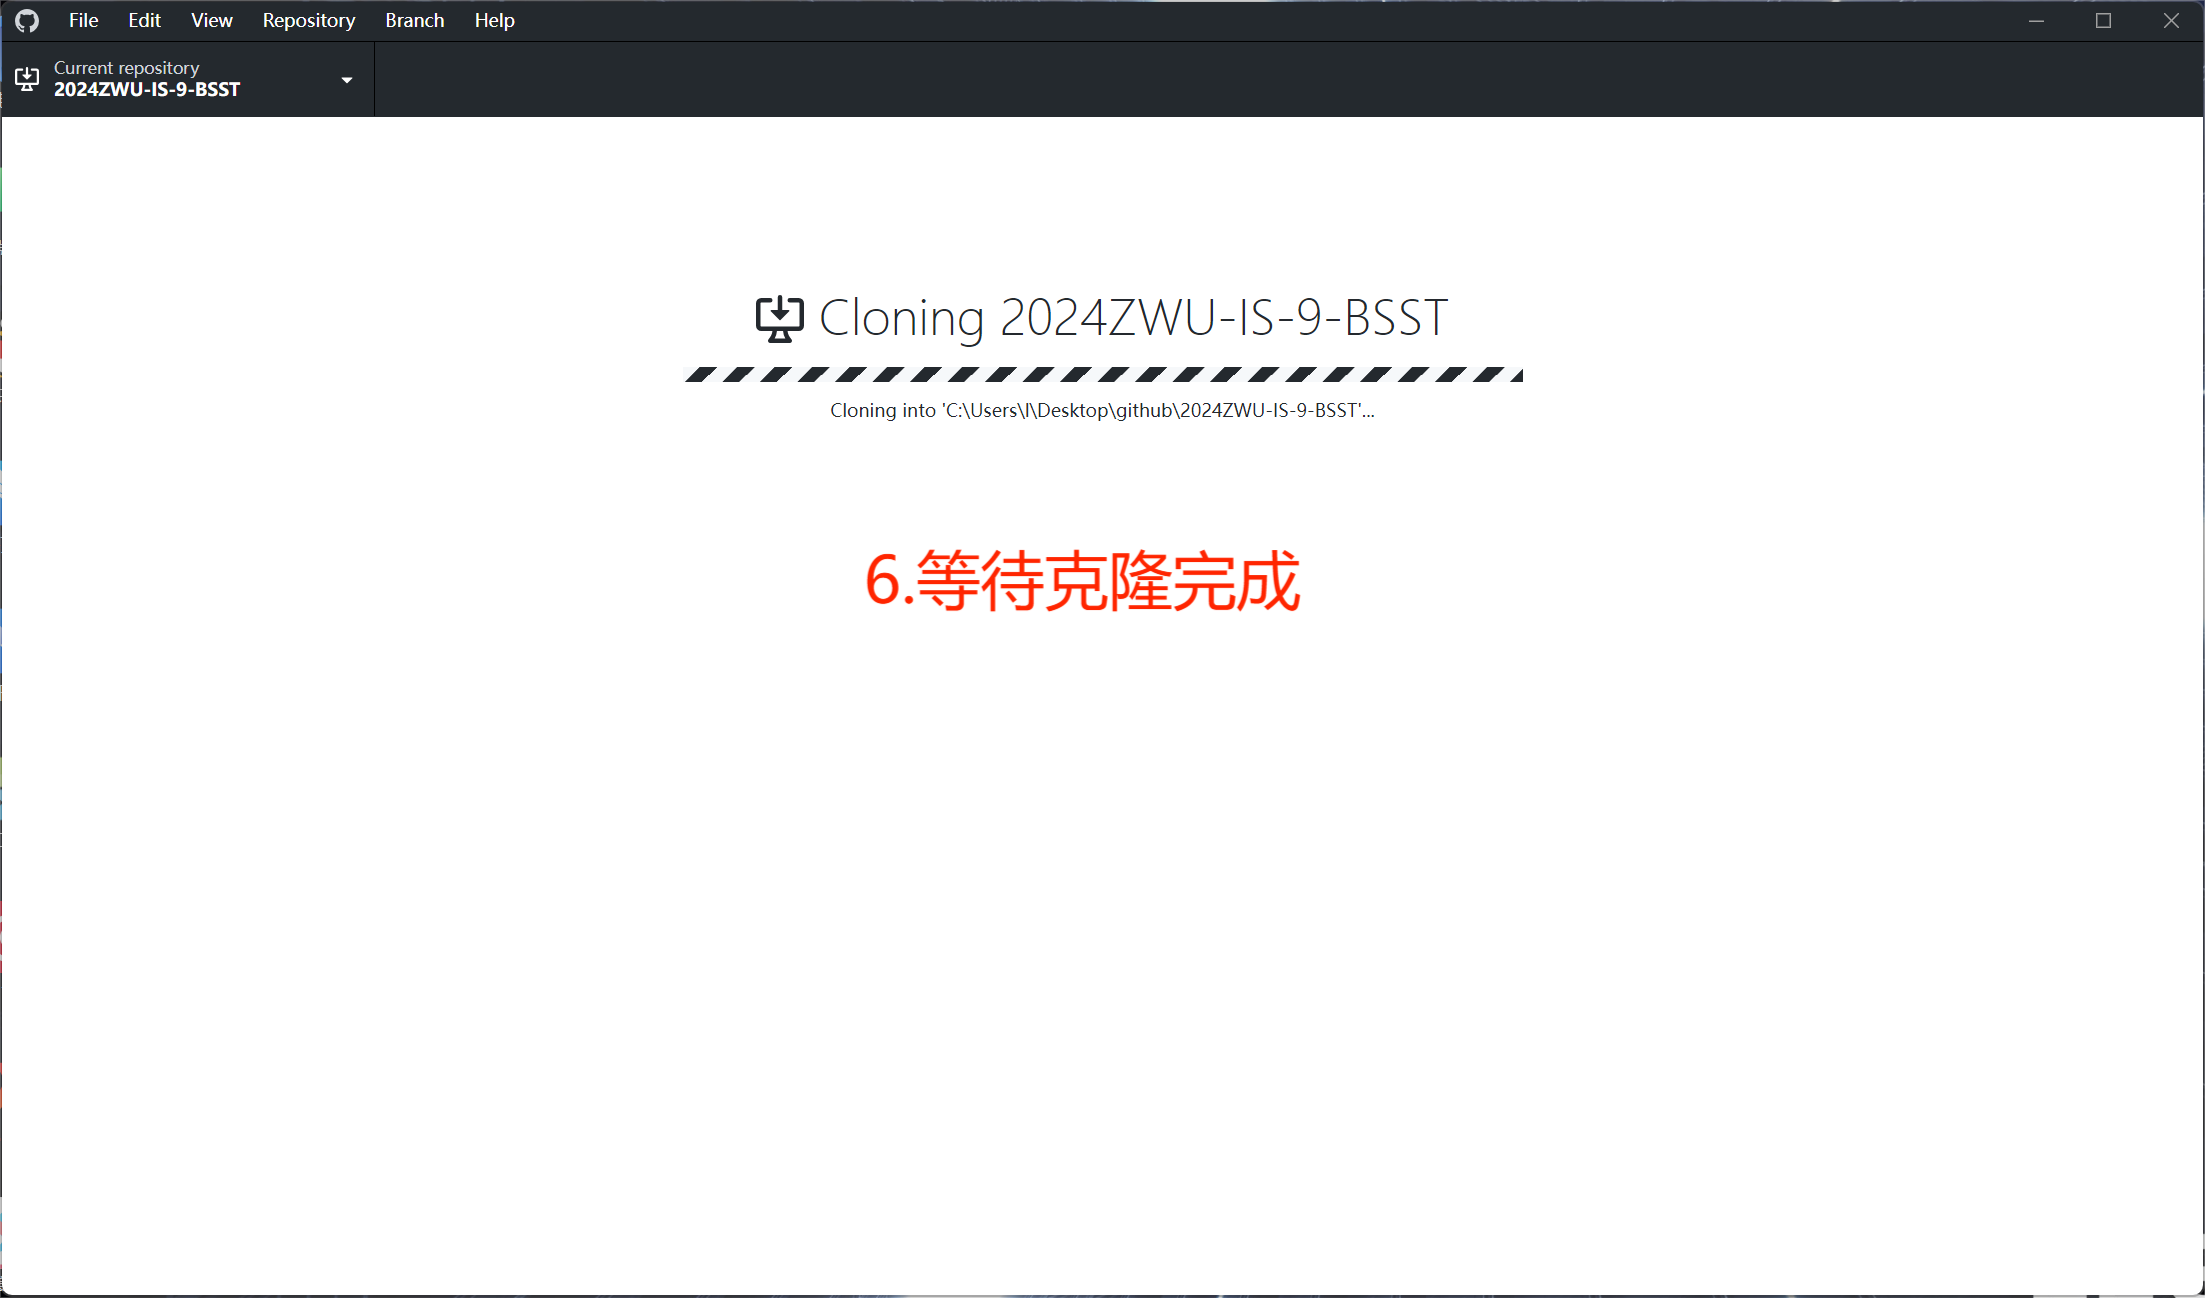 File Edit View Repository Branch Help
Current repository
2024ZWU-IS-9-BSST
Cloning 2024ZWU-IS-9-BSST
Cloning into 'C:\Users\l\Desktop\github\2024ZWU-IS-9-BSST'...
6.等待克隆完成